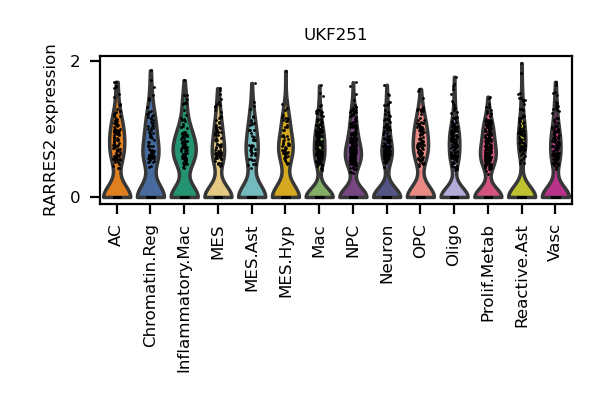 UKF251
RARRES2 expression
2
0
AC
Chromatin.Reg
Inflammatory.Mac
MES
MES.Ast
MES.Hyp
Mac
NPC
Neuron
OPC
Oligo
Prolif.Metab
Reactive.Ast
Vasc